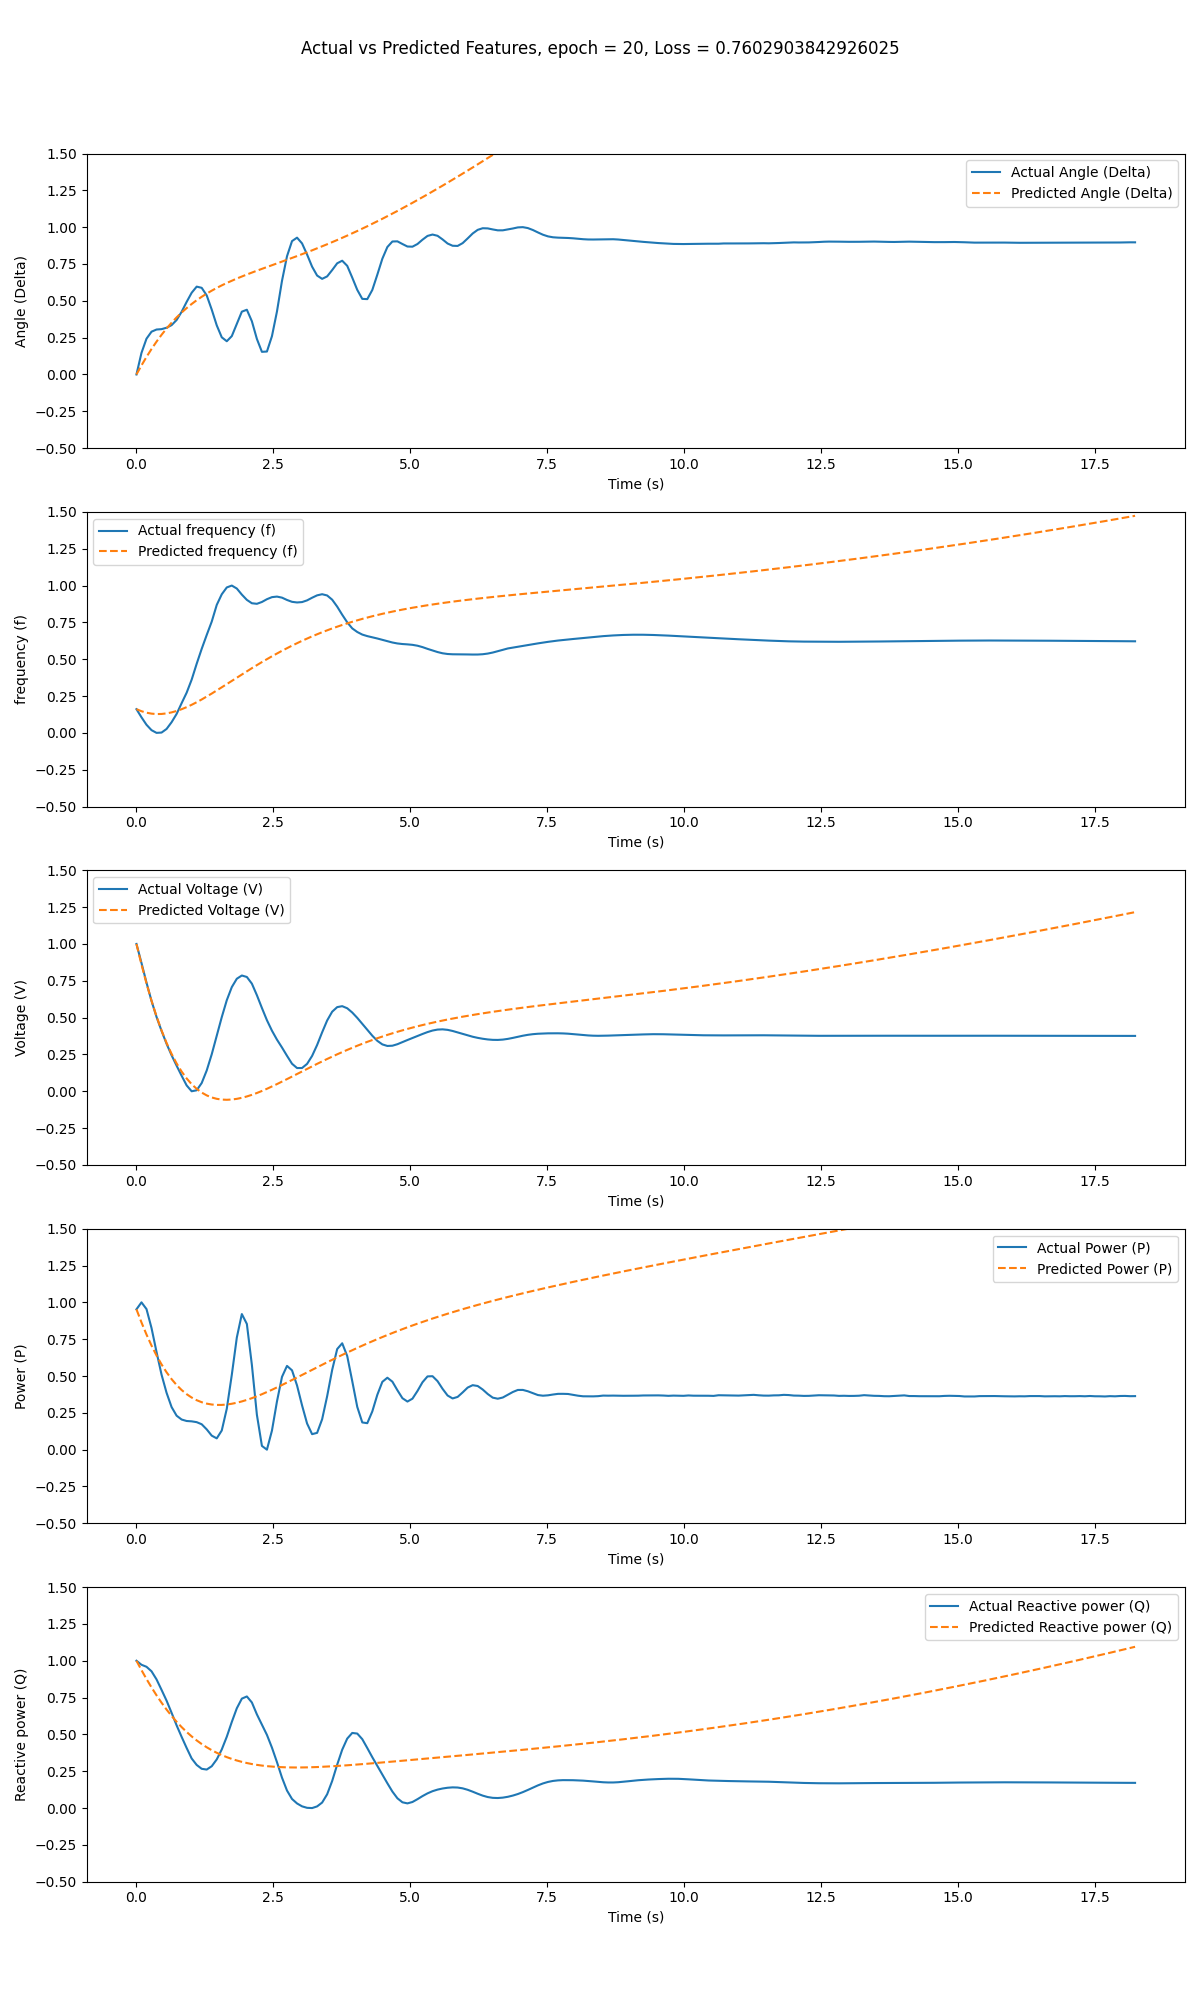 Actual vs Predicted Features, epoch = 20, Loss = 0.7602903842926025
1.50
1.25
1.00
0.75
0.50
0.25
0.00
−0.25
−0.50
Angle (Delta)
Actual Angle (Delta)
Predicted Angle (Delta)
0.0 2.5 5.0 7.5 10.0 12.5 15.0 17.5
Time (s)
1.50
1.25
1.00
0.75
0.50
0.25
0.00
−0.25
−0.50
frequency (f)
Actual frequency (f)
Predicted frequency (f)
0.0 2.5 5.0 7.5 10.0 12.5 15.0 17.5
Time (s)
1.50
1.25
1.00
0.75
0.50
0.25
0.00
−0.25
−0.50
Voltage (V)
Actual Voltage (V)
Predicted Voltage (V)
0.0 2.5 5.0 7.5 10.0 12.5 15.0 17.5
Time (s)
1.50
1.25
1.00
0.75
0.50
0.25
0.00
−0.25
−0.50
Power (P)
Actual Power (P)
Predicted Power (P)
0.0 2.5 5.0 7.5 10.0 12.5 15.0 17.5
Time (s)
1.50
1.25
1.00
0.75
0.50
0.25
0.00
−0.25
−0.50
Reactive power (Q)
Actual Reactive power (Q)
Predicted Reactive power (Q)
0.0 2.5 5.0 7.5 10.0 12.5 15.0 17.5
Time (s)